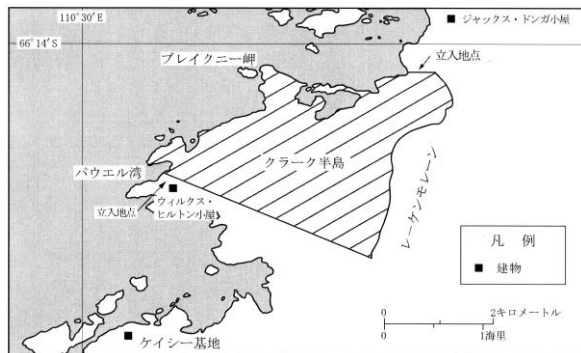 110°30′E
66°14′S
ジャックス・ドンガ小屋
ブレイクニー岬
立入地点
クラーク半島
パウエル湾
立入地点
ウィルクス・
ヒルトン小屋
レーケンモレーン
凡 例
建物
0 2キロメートル
0 1海里
ケイシー基地